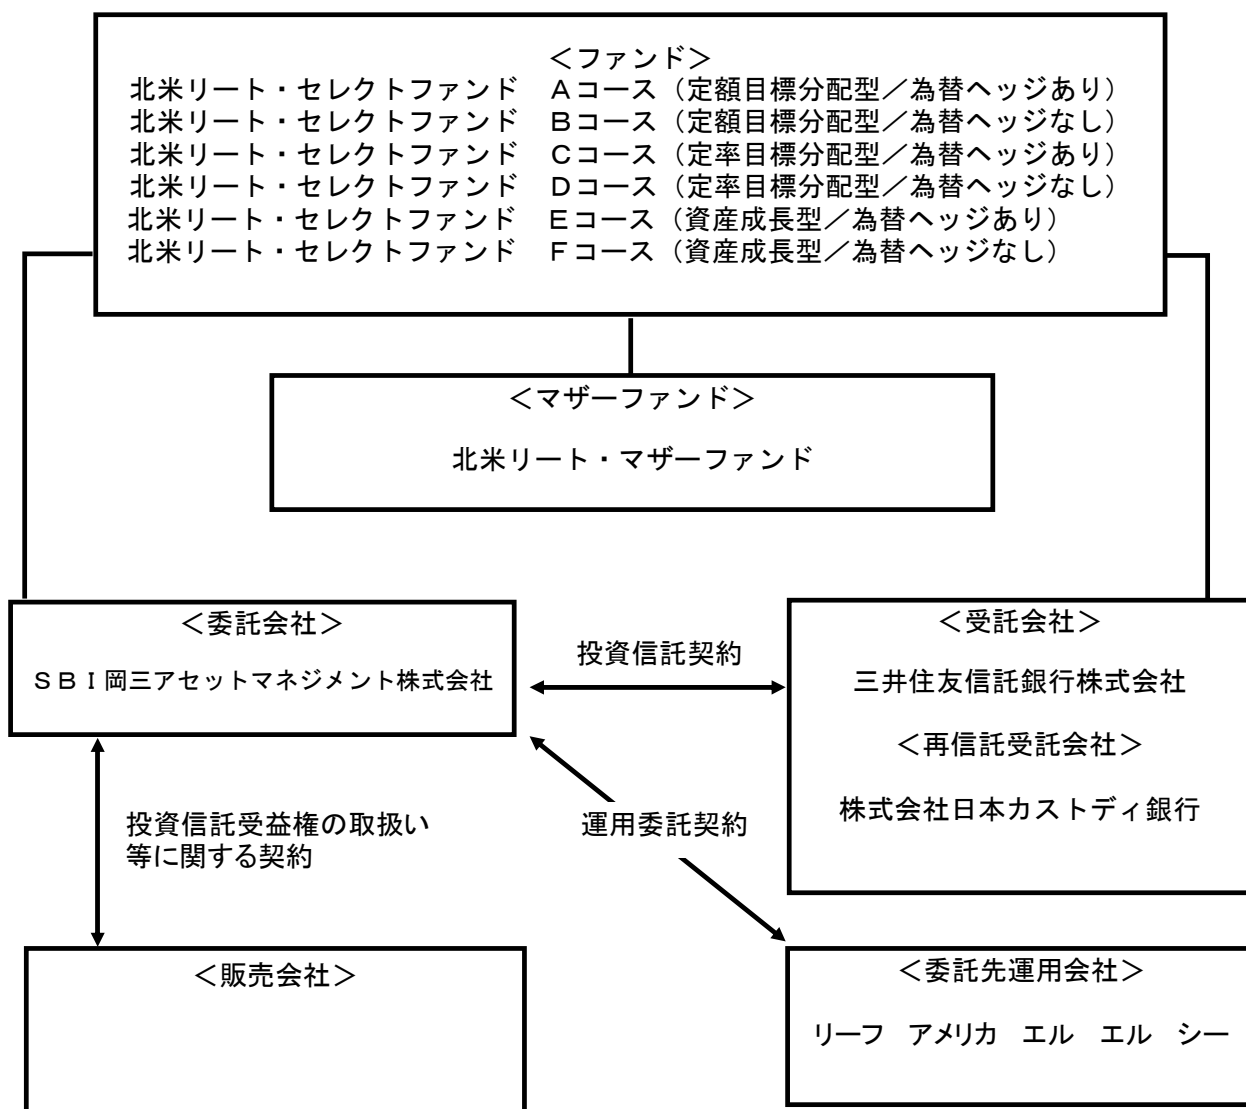 ＜ファンド＞
北米リート・セレクトファンド　Ａコース（定額目標分配型／為替ヘッジあり）
北米リート・セレクトファンド　Ｂコース（定額目標分配型／為替ヘッジなし）
北米リート・セレクトファンド　Ｃコース（定率目標分配型／為替ヘッジあり）
北米リート・セレクトファンド　Ｄコース（定率目標分配型／為替ヘッジなし）
北米リート・セレクトファンド　Ｅコース（資産成長型／為替ヘッジあり）
北米リート・セレクトファンド　Ｆコース（資産成長型／為替ヘッジなし）
＜マザーファンド＞
北米リート・マザーファンド
＜委託会社＞
ＳＢＩ岡三アセットマネジメント株式会社
投資信託契約
＜受託会社＞
三井住友信託銀行株式会社
＜再信託受託会社＞
株式会社日本カストディ銀行
投資信託受益権の取扱い
等に関する契約
運用委託契約
＜販売会社＞
＜委託先運用会社＞
リーフ　アメリカ　エル　エル　シー